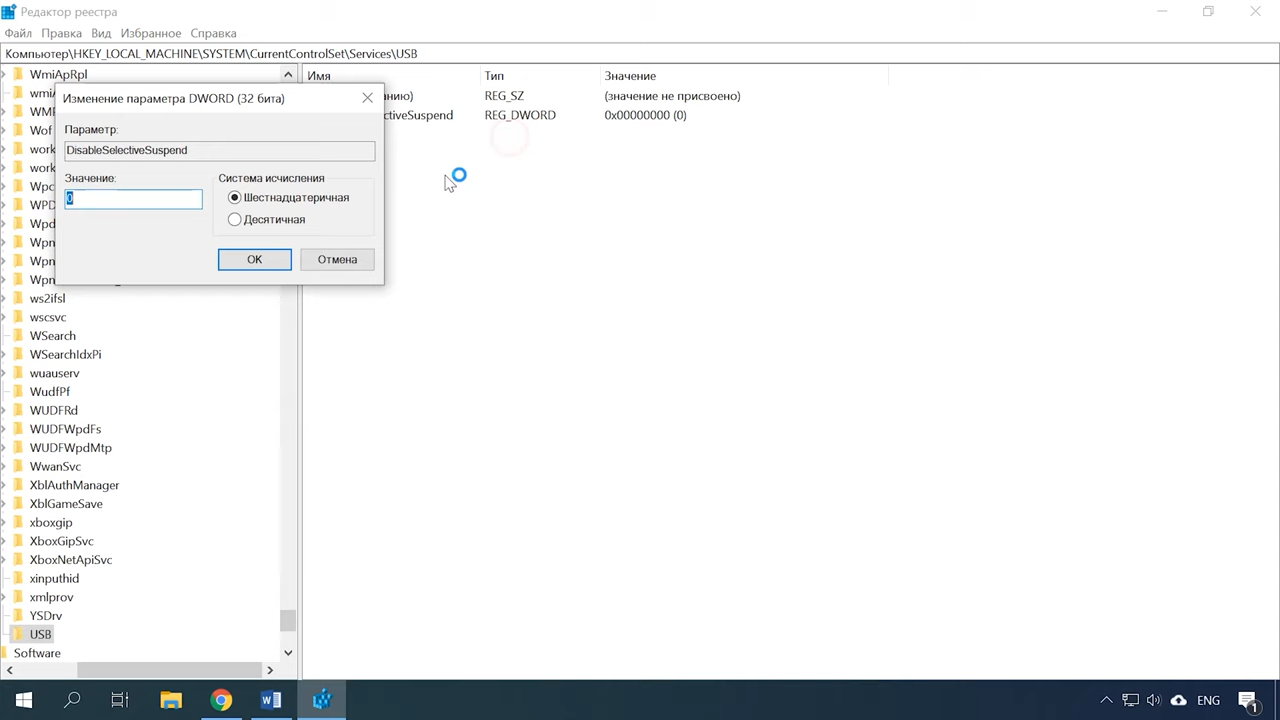 Редактор реестра
Файл Правка Вид Избранное Справка
Компьютер\HKEY_LOCAL_MACHINE\SYSTEM\CurrentControlSet\Services\USB
WmiApRpl
Имя Тип Значение
REG_SZ (значение не присвоено)
REG_DWORD 0x00000000 (0)
Изменение параметра DWORD (32 бита)
Параметр:
DisableSelectiveSuspend
Значение:
0
Система исчисления
Шестнадцатеричная
Десятичная
OK Отмена
Wof
ws2ifsl
wscsvc
WSearch
WSearchIdxPi
wuauserv
WudfPf
WUDFRd
WUDFWpdFs
WUDFWpdMtp
WwanSvc
XblAuthManager
XblGameSave
xboxgip
XboxGipSvc
XboxNetApiSvc
xinputhid
xmlprov
YSDrv
USB
Software
ENG
1